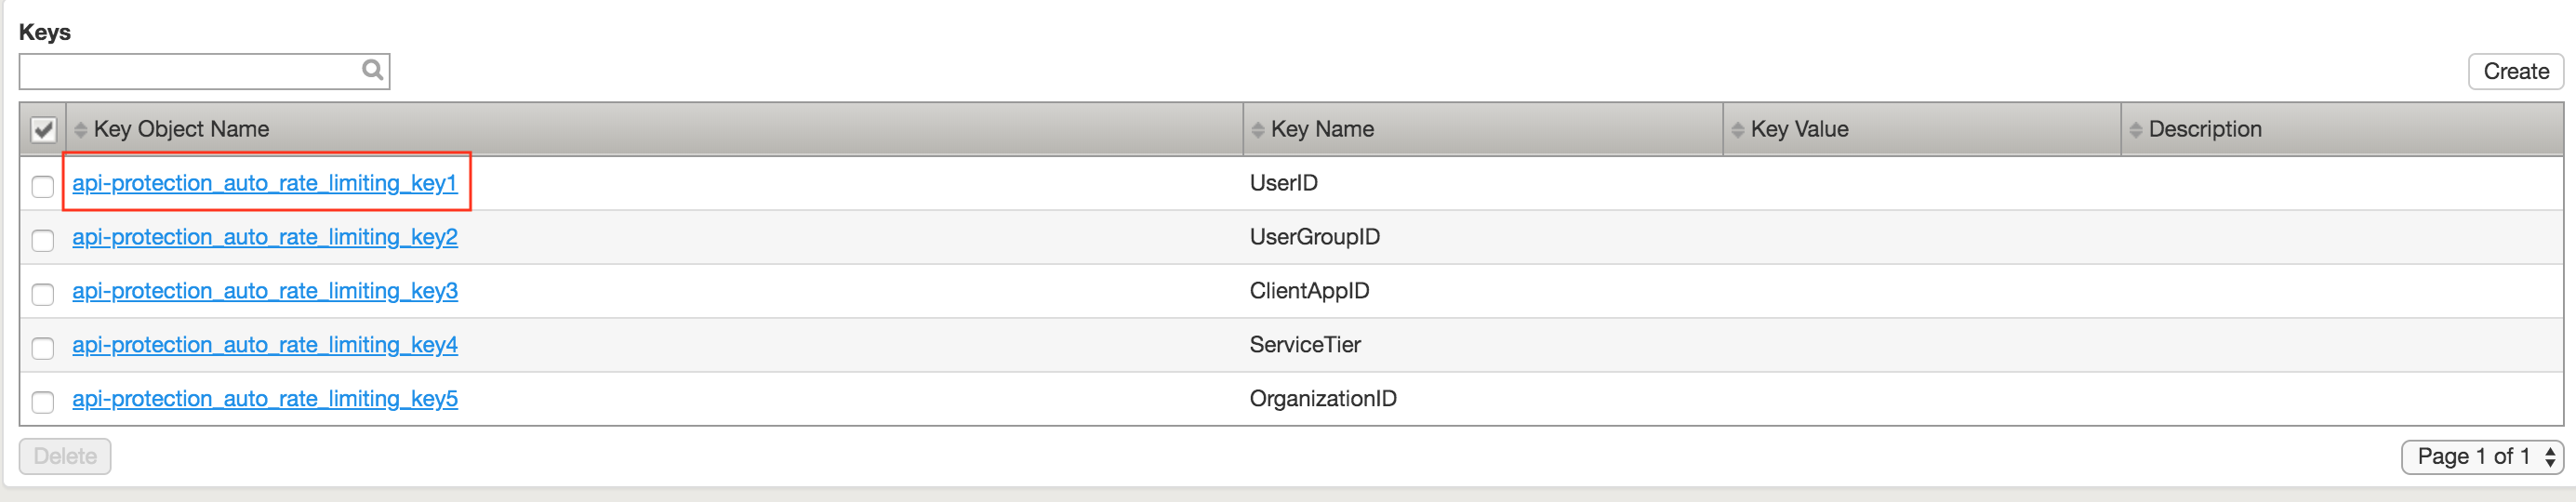 Keys
Create
Key Object Name Key Name Key Value Description
api-protection_auto_rate_limiting_key1 UserID
api-protection_auto_rate_limiting_key2 UserGroupID
api-protection_auto_rate_limiting_key3 ClientAppID
api-protection_auto_rate_limiting_key4 ServiceTier
api-protection_auto_rate_limiting_key5 OrganizationID
Delete Page 1 of 1